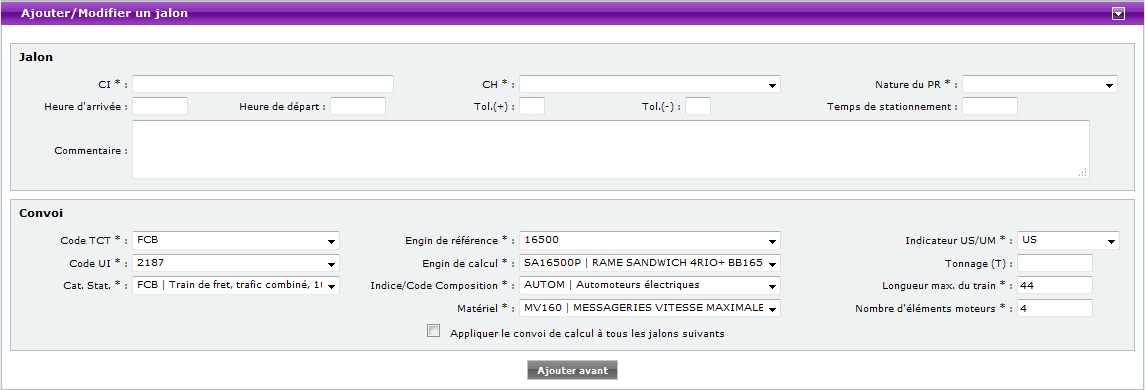 Ajouter/Modifier un jalon
Jalon
CI * : CH * : Nature du PR * :
Heure d'arrivée : Heure de départ : Tol.(+) : Tol.(-) : Temps de stationnement :
Commentaire :
Convoi
Code TCT * : FCB Engin de référence * : 16500 Indicateur US/UM * : US
Code UI * : 2187 Engin de calcul * : SA16500P | RAME SANDWICH 4RIO+ BB165 Tonnage (T) :
Cat. Stat. * : FCB | Train de fret, trafic combiné, 1 Indice/Code Composition * : AUTOM | Automoteurs électriques Longueur max. du train * : 44
Matériel * : MV160 | MESSAGERIES VITESSE MAXIMALE Nombre d'éléments moteurs * : 4
Appliquer le convoi de calcul à tous les jalons suivants
Ajouter avant